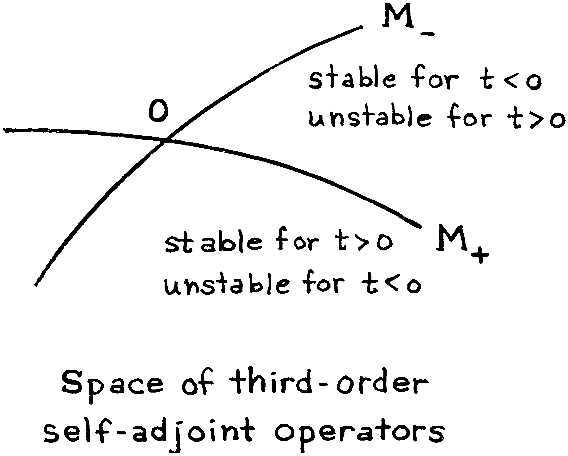 M_
stable for t<0
unstable for t>0
0
stable for t>0
M+
unstable for t<0
Space of third-order
self-adjoint operators